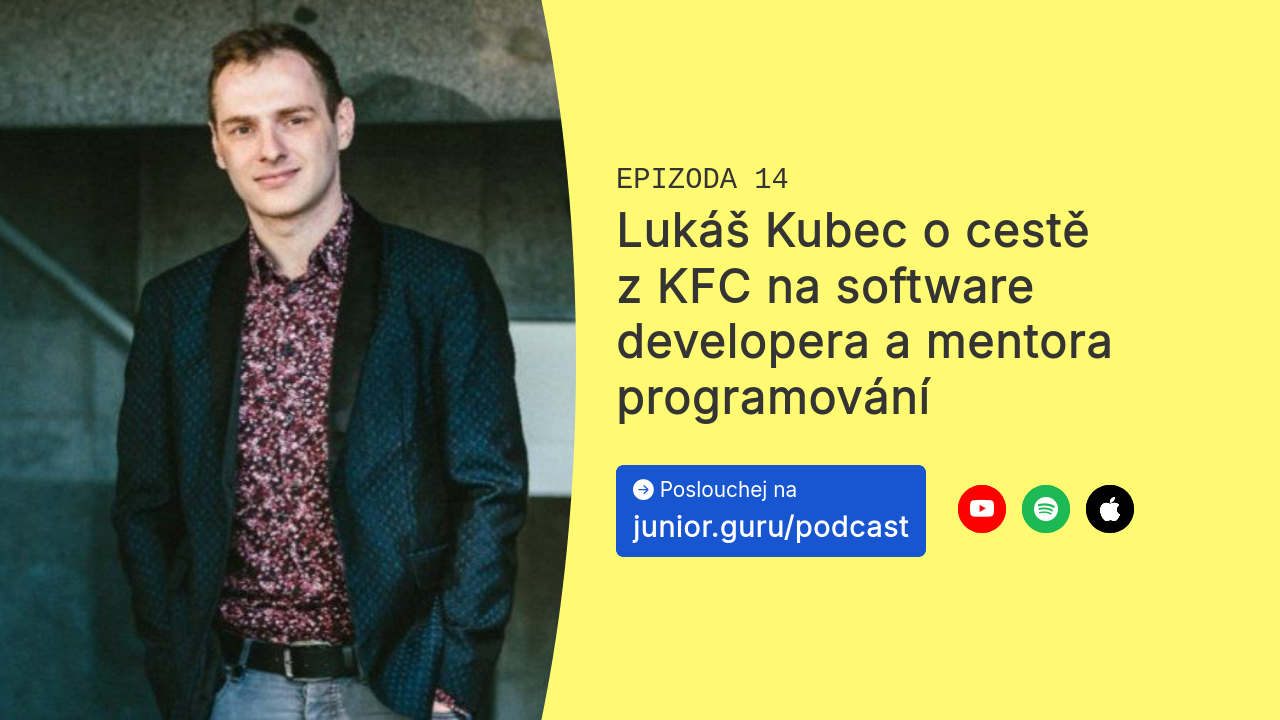 EPIZODA 14
Lukáš Kubec o cestě
z KFC na software
developera a mentora
programování
Poslouchej na
junior.guru/podcast